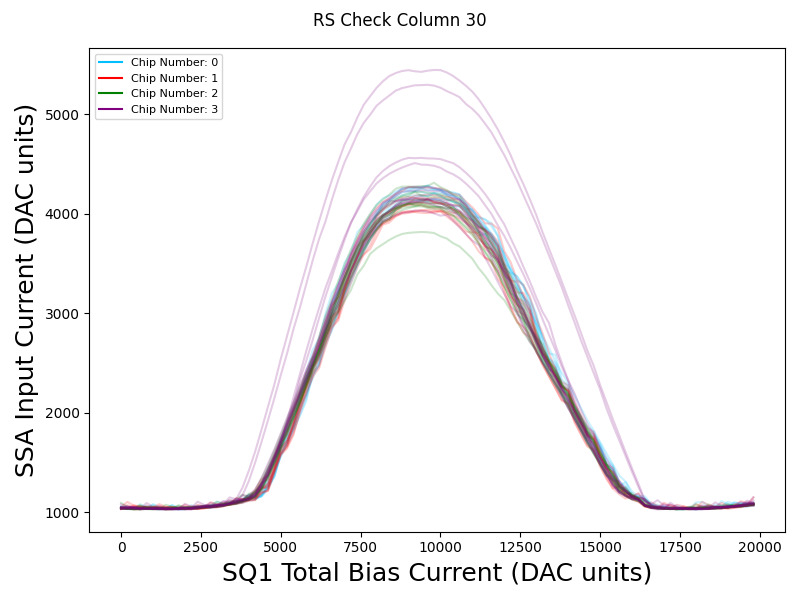 RS Check Column 30
Chip Number: 0
Chip Number: 1
Chip Number: 2
Chip Number: 3
5000
4000
3000
2000
1000
SSA Input Current (DAC units)
0 2500 5000 7500 10000 12500 15000 17500 20000
SQ1 Total Bias Current (DAC units)